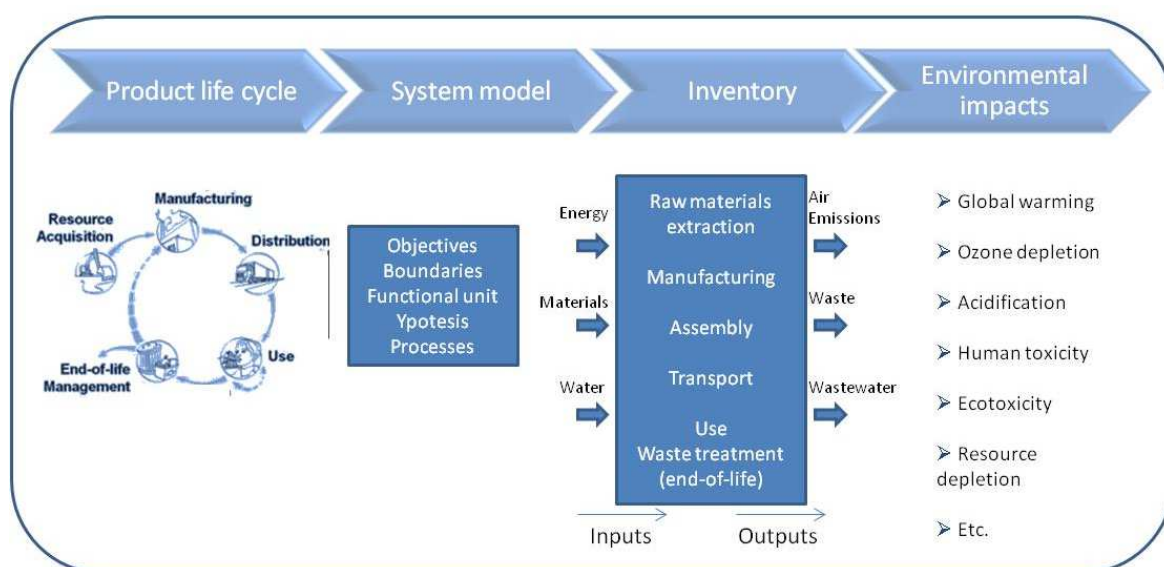 Product life cycle
System model
Inventory
Environmental
impacts
Manufacturing
Resource
Acquisition
Distribution
Use
End-of-life
Management
Objectives
Boundaries
Functional unit
Ypotesis
Processes
Energy
Materials
Water
Raw materials
extraction
Manufacturing
Assembly
Transport
Use
Waste treatment
(end-of-life)
Air
Emissions
Waste
Wastewater
Inputs
Outputs
Global warming
Ozone depletion
Acidification
Human toxicity
Ecotoxicity
Resource
depletion
Etc.